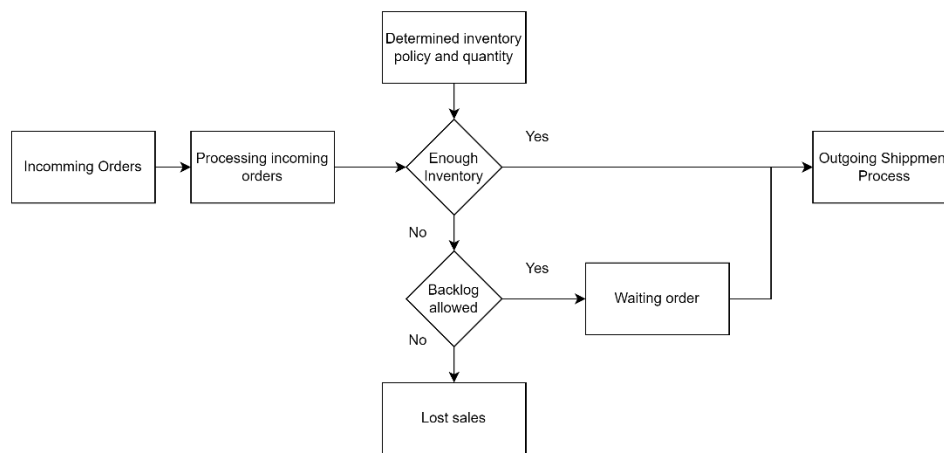 Determined inventory
policy and quantity
Yes
Incomming Orders
Processing incoming
orders
Enough
Inventory
Outgoing Shippmen
Process
No
Yes
Backlog
allowed
Waiting order
No
Lost sales